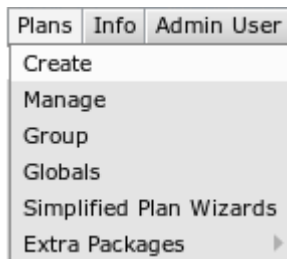 Plans Info Admin User
Create
Manage
Group
Globals
Simplified Plan Wizards
Extra Packages